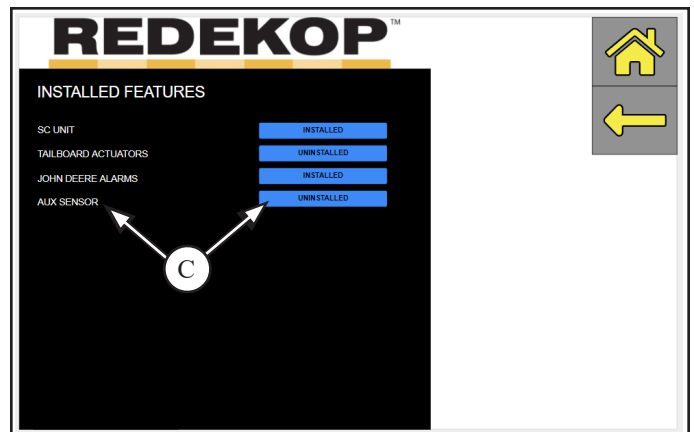 REDEKOP™
INSTALLED FEATURES
SC UNIT INSTALLED
TAILBOARD ACTUATORS UNINSTALLED
JOHN DEERE ALARMS INSTALLED
AUX SENSOR UNINSTALLED
C